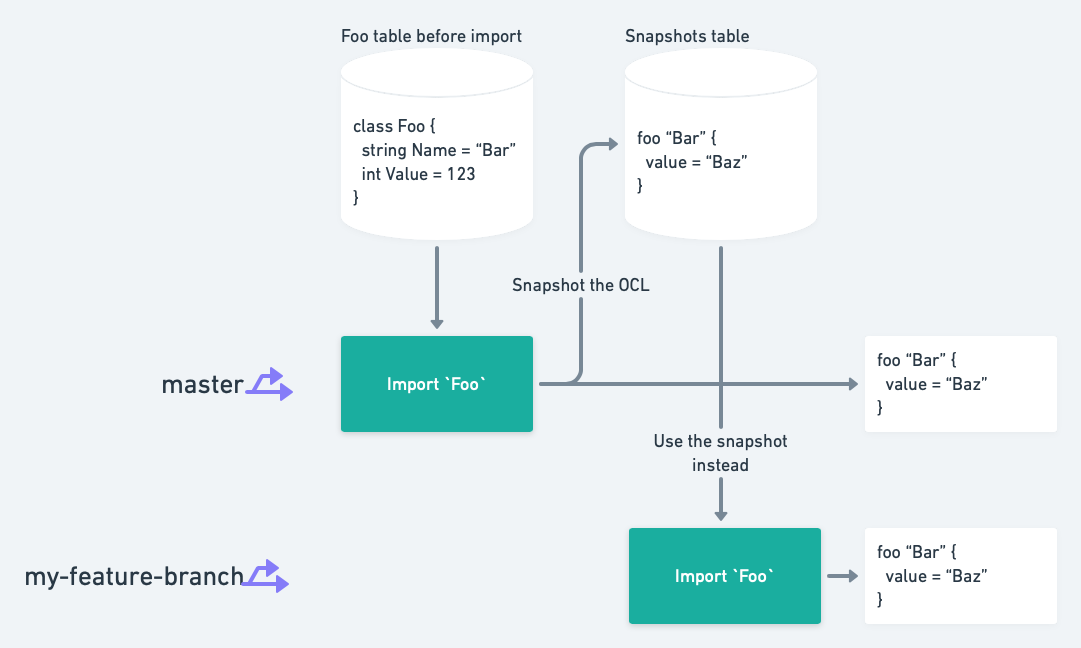 Foo table before import
class Foo {
string Name = “Bar”
int Value = 123
}
Snapshots table
foo “Bar” {
value = “Baz”
}
Snapshot the OCL
master
Import `Foo`
foo “Bar” {
value = “Baz”
}
Use the snapshot
instead
my-feature-branch
Import `Foo`
foo “Bar” {
value = “Baz”
}